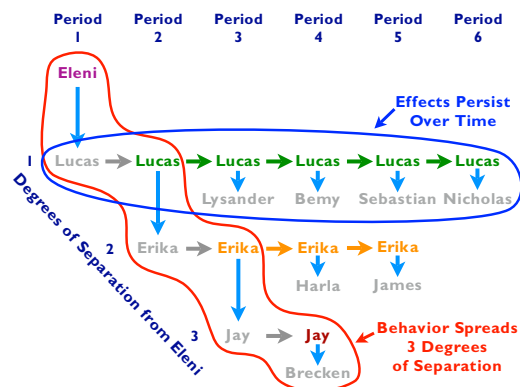 Period Period Period Period Period Period
1 2 3 4 5 6
Eleni
Effects Persist
Over Time
1 Lucas Lucas Lucas Lucas Lucas Lucas
Lysander Bemy Sebastian Nicholas
Degrees of Separation from Eleni
2 Erika Erika Erika Erika
Harla James
3 Jay Jay
Brecken
Behavior Spreads
3 Degrees
of Separation